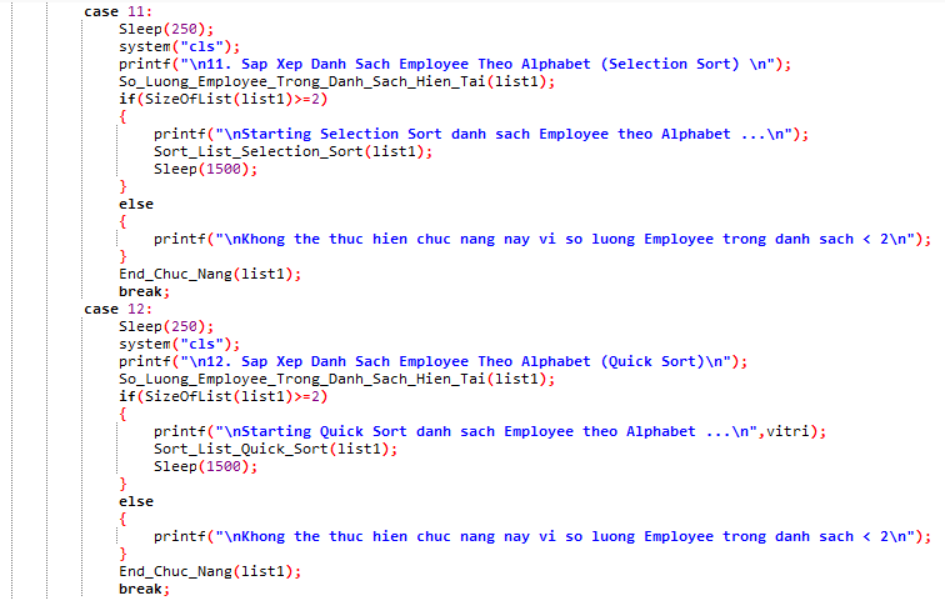 case 11:
Sleep(250);
system("cls");
printf("\n11. Sap Xep Danh Sach Employee Theo Alphabet (Selection Sort) \n");
So_Luong_Employee_Trong_Danh_Sach_Hien_Tai(list1);
if(SizeOfList(list1)>=2)
{
printf("\nStarting Selection Sort danh sach Employee theo Alphabet ...\n");
Sort_List_Selection_Sort(list1);
Sleep(1500);
}
else
{
printf("\nKhong the thuc hien chuc nang nay vi so luong Employee trong danh sach < 2\n");
}
End_Chuc_Nang(list1);
break;
case 12:
Sleep(250);
system("cls");
printf("\n12. Sap Xep Danh Sach Employee Theo Alphabet (Quick Sort)\n");
So_Luong_Employee_Trong_Danh_Sach_Hien_Tai(list1);
if(SizeOfList(list1)>=2)
{
printf("\nStarting Quick Sort danh sach Employee theo Alphabet ...\n",vitri);
Sort_List_Quick_Sort(list1);
Sleep(1500);
}
else
{
printf("\nKhong the thuc hien chuc nang nay vi so luong Employee trong danh sach < 2\n");
}
End_Chuc_Nang(list1);
break;